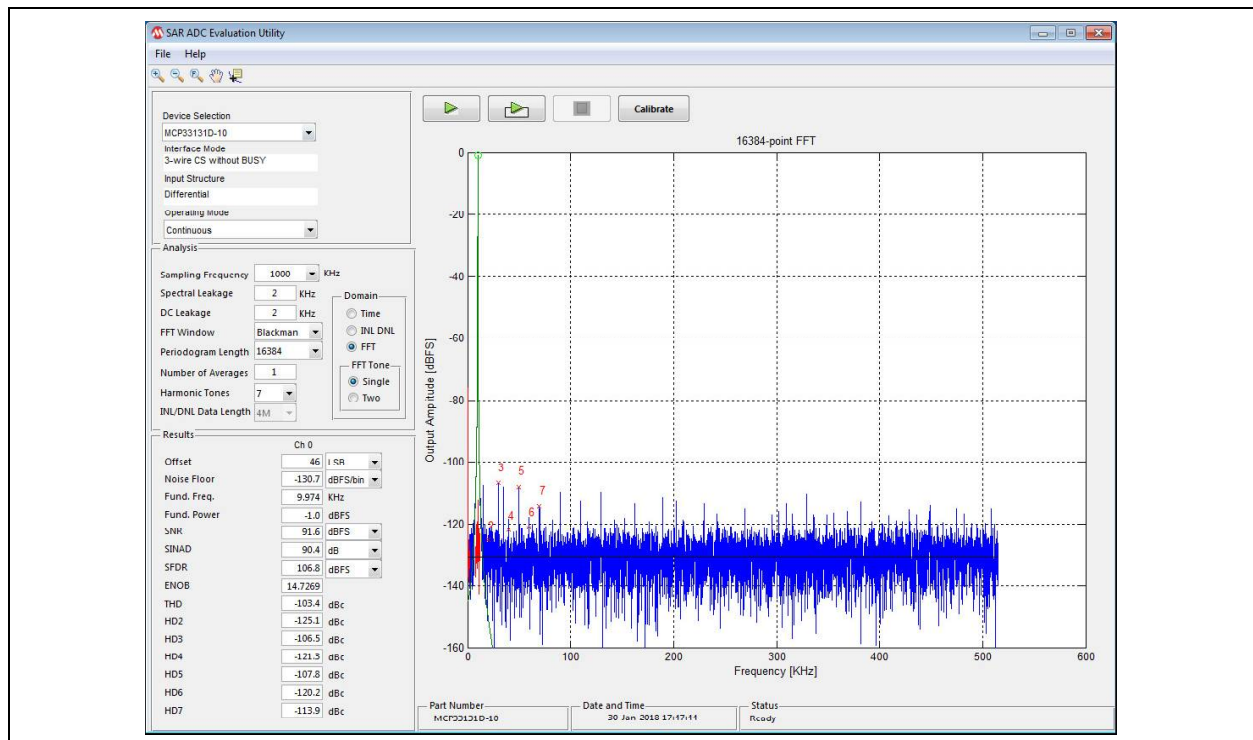 SAR ADC Evaluation Utility
File Help
Device Selection
MCP33131D-10
Interface Mode
3-wire CS without BUSY
Input Structure
Differential
Operating Mode
Continuous
Analysis
Sampling Frequency 1000 KHz
Spectral Leakage 2 KHz
DC Leakage 2 KHz
FFT Window Blackman
Periodogram Length 16384
Number of Averages 1
Harmonic Tones 7
INL/DNL Data Length 4M
Domain
Time
INL DNL
FFT
FFT Tone
Single
Two
Results
Ch 0
Offset 46 LSB
Noise Floor -130.7 dBFS/bin
Fund. Freq. 9.974 KHz
Fund. Power -1.0 dBFS
SNR 91.6 dBFS
SINAD 90.4 dB
SFDR 106.8 dBFS
ENOB 14.7269
THD -103.4 dBc
HD2 -125.1 dBc
HD3 -106.5 dBc
HD4 -121.5 dBc
HD5 -107.8 dBc
HD6 -120.2 dBc
HD7 -113.9 dBc
Calibrate
16384-point FFT
Output Amplitude [dBFS]
0
-20
-40
-60
-80
-100
-120
-140
-160
2 3 4 5 6 7
0 100 200 300 400 500 600
Frequency [KHz]
Part Number
MCP33131D-10
Date and Time
30 Jan 2018 17:47:44
Status
Ready